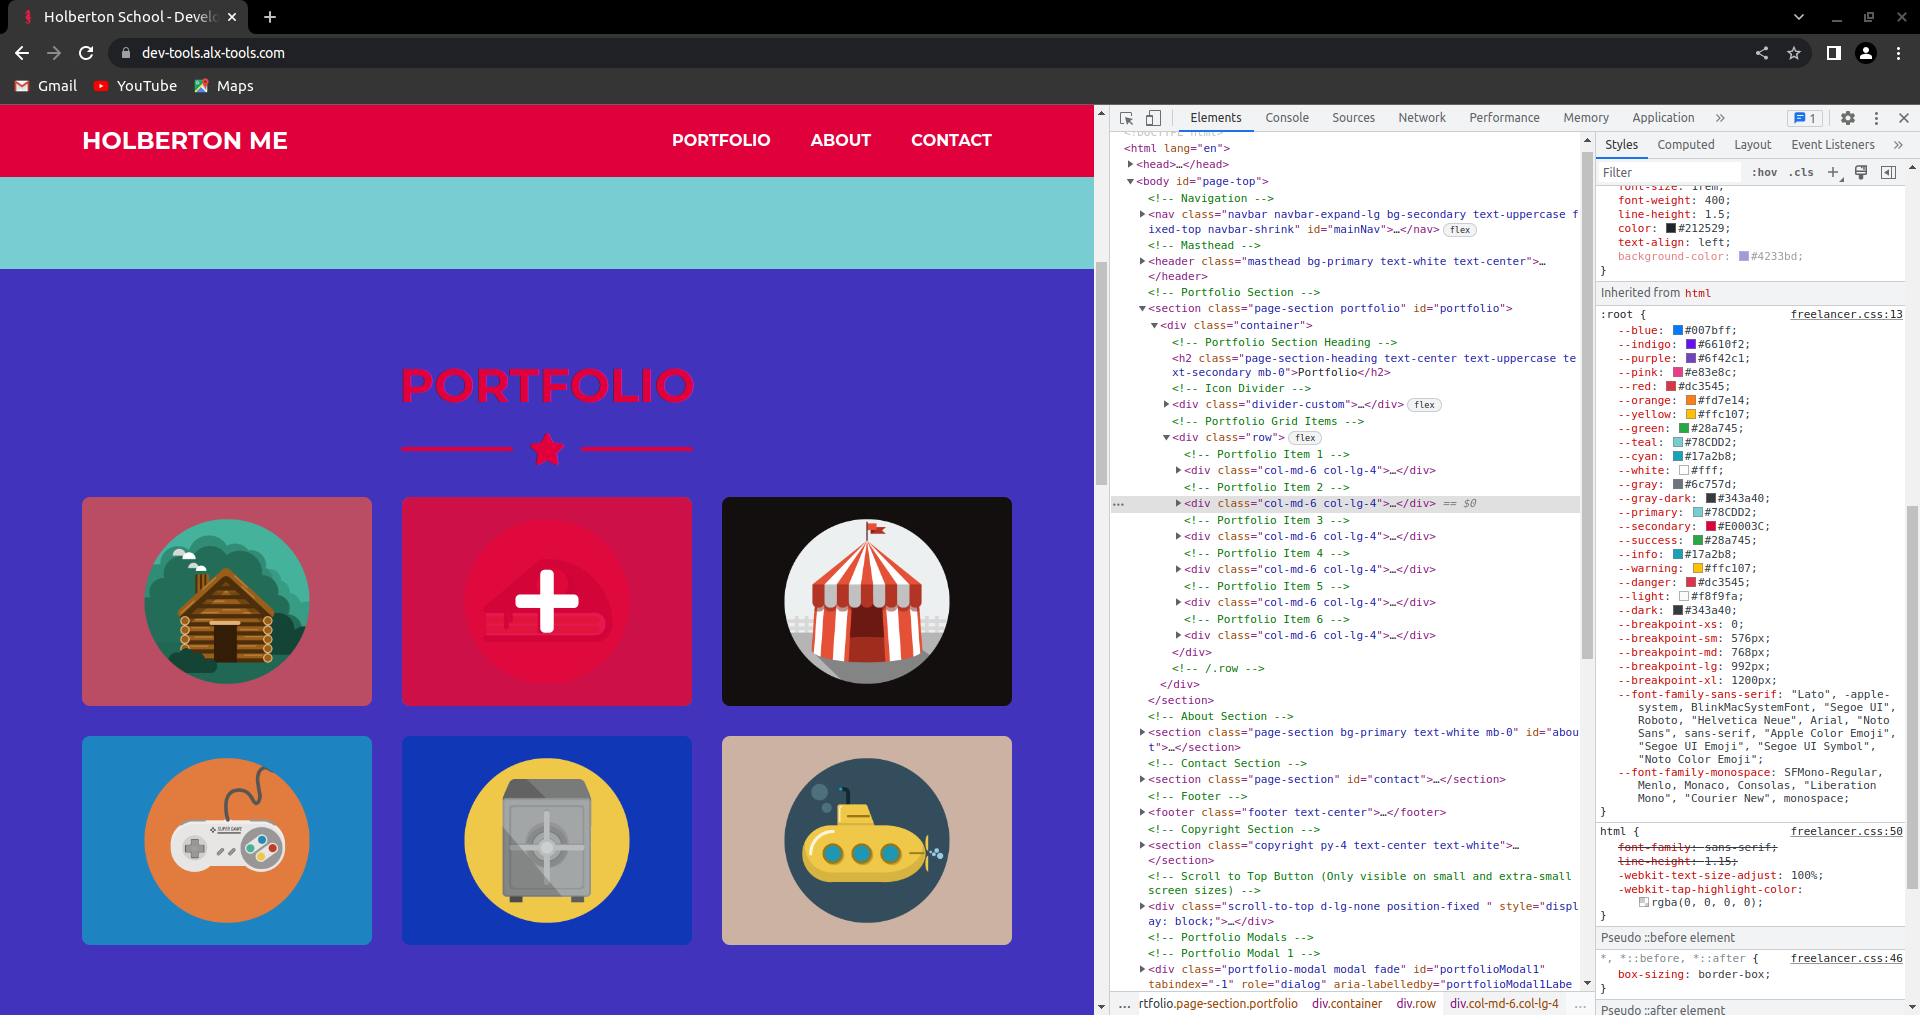 Holberton School - Develo
dev-tools.alx-tools.com
Gmail
YouTube
Maps
HOLBERTON ME
PORTFOLIO
ABOUT
CONTACT
PORTFOLIO
SUPER GAME
Elements
Console
Sources
Network
Performance
Memory
Application
»
1
<!DOCTYPE html>
<html lang="en">
<head>…</head>
<body id="page-top">
<!-- Navigation -->
<nav class="navbar navbar-expand-lg bg-secondary text-uppercase f
ixed-top navbar-shrink" id="mainNav">…</nav> flex
<!-- Masthead -->
<header class="masthead bg-primary text-white text-center">…
</header>
<!-- Portfolio Section -->
<section class="page-section portfolio" id="portfolio">
<div class="container">
<!-- Portfolio Section Heading -->
<h2 class="page-section-heading text-center text-uppercase te
xt-secondary mb-0">Portfolio</h2>
<!-- Icon Divider -->
<div class="divider-custom">…</div> flex
<!-- Portfolio Grid Items -->
<div class="row"> flex
<!-- Portfolio Item 1 -->
<div class="col-md-6 col-lg-4">…</div>
<!-- Portfolio Item 2 -->
<div class="col-md-6 col-lg-4">…</div> == $0
<!-- Portfolio Item 3 -->
<div class="col-md-6 col-lg-4">…</div>
<!-- Portfolio Item 4 -->
<div class="col-md-6 col-lg-4">…</div>
<!-- Portfolio Item 5 -->
<div class="col-md-6 col-lg-4">…</div>
<!-- Portfolio Item 6 -->
<div class="col-md-6 col-lg-4">…</div>
</div>
<!-- /.row -->
</div>
</section>
<!-- About Section -->
<section class="page-section bg-primary text-white mb-0" id="abou
t">…</section>
<!-- Contact Section -->
<section class="page-section" id="contact">…</section>
<!-- Footer -->
<footer class="footer text-center">…</footer>
<!-- Copyright Section -->
<section class="copyright py-4 text-center text-white">…
</section>
<!-- Scroll to Top Button (Only visible on small and extra-small
screen sizes) -->
<div class="scroll-to-top d-lg-none position-fixed " style="displ
ay: block;">…</div>
<!-- Portfolio Modals -->
<!-- Portfolio Modal 1 -->
<div class="portfolio-modal modal fade" id="portfolioModal1"
tabindex="-1" role="dialog" aria-labelledby="portfolioModal1Labe
… rtfolio.page-section.portfolio div.container div.row div.col-md-6.col-lg-4 …
Styles
Computed
Layout
Event Listeners
»
Filter
:hov .cls
font-size: 1rem;
font-weight: 400;
line-height: 1.5;
color: #212529;
text-align: left;
background-color: #4233bd;
}
Inherited from html
:root { freelancer.css:13
--blue: #007bff;
--indigo: #6610f2;
--purple: #6f42c1;
--pink: #e83e8c;
--red: #dc3545;
--orange: #fd7e14;
--yellow: #ffc107;
--green: #28a745;
--teal: #78CDD2;
--cyan: #17a2b8;
--white: #fff;
--gray: #6c757d;
--gray-dark: #343a40;
--primary: #78CDD2;
--secondary: #E0003C;
--success: #28a745;
--info: #17a2b8;
--warning: #ffc107;
--danger: #dc3545;
--light: #f8f9fa;
--dark: #343a40;
--breakpoint-xs: 0;
--breakpoint-sm: 576px;
--breakpoint-md: 768px;
--breakpoint-lg: 992px;
--breakpoint-xl: 1200px;
--font-family-sans-serif: "Lato", -apple-
system, BlinkMacSystemFont, "Segoe UI",
Roboto, "Helvetica Neue", Arial, "Noto
Sans", sans-serif, "Apple Color Emoji",
"Segoe UI Emoji", "Segoe UI Symbol",
"Noto Color Emoji";
--font-family-monospace: SFMono-Regular,
Menlo, Monaco, Consolas, "Liberation
Mono", "Courier New", monospace;
}
html { freelancer.css:50
font-family: sans-serif;
line-height: 1.15;
-webkit-text-size-adjust: 100%;
-webkit-tap-highlight-color:
rgba(0, 0, 0, 0);
}
Pseudo ::before element
*, *::before, *::after { freelancer.css:46
box-sizing: border-box;
}
Pseudo ::after element